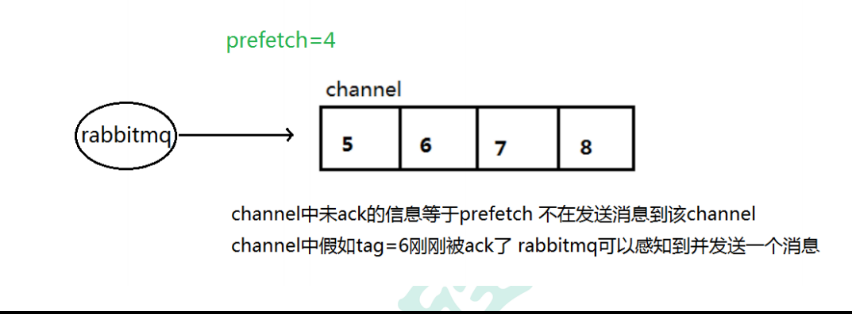 prefetch=4
channel
rabbitmq
5 6 7 8
channel中未ack的信息等于prefetch 不在发送消息到该channel
channel中假如tag=6刚刚被ack了 rabbitmq可以感知到并发送一个消息